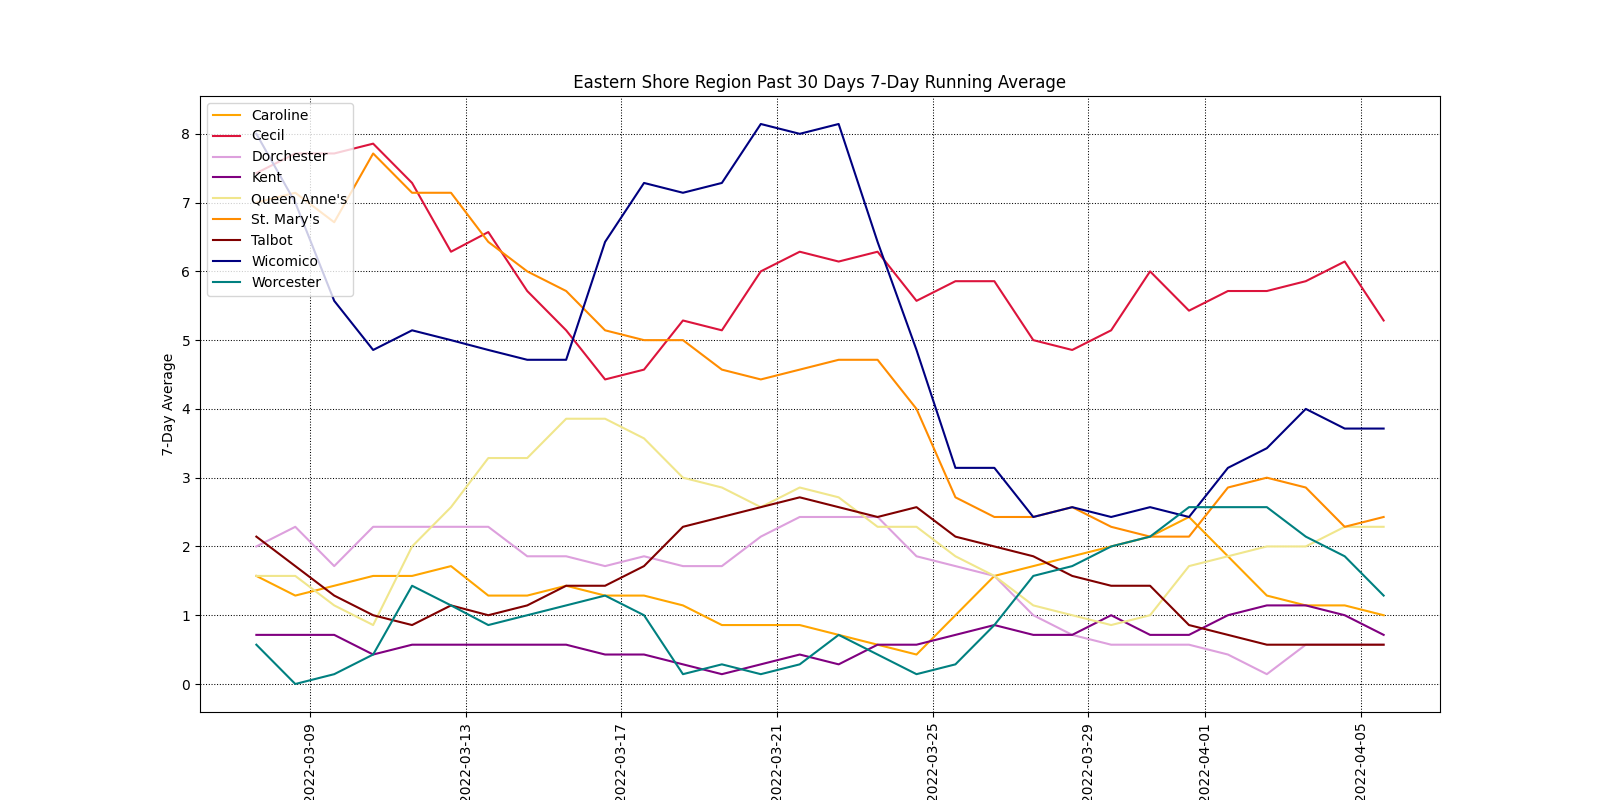 Eastern Shore Region Past 30 Days 7-Day Running Average
Caroline
Cecil
Dorchester
Kent
Queen Anne's
St. Mary's
Talbot
Wicomico
Worcester
7-Day Average
8
7
6
5
4
3
2
1
0
2022-03-09
2022-03-13
2022-03-17
2022-03-21
2022-03-25
2022-03-29
2022-04-01
2022-04-05